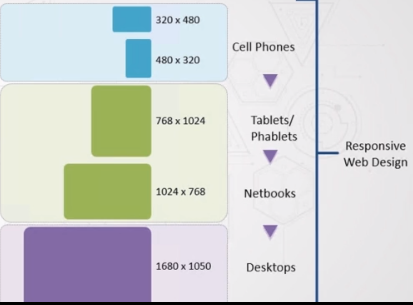 320 x 480
480 x 320
Cell Phones
768 x 1024
Tablets/
Phablets
1024 x 768
Netbooks
1680 x 1050
Desktops
Responsive
Web Design